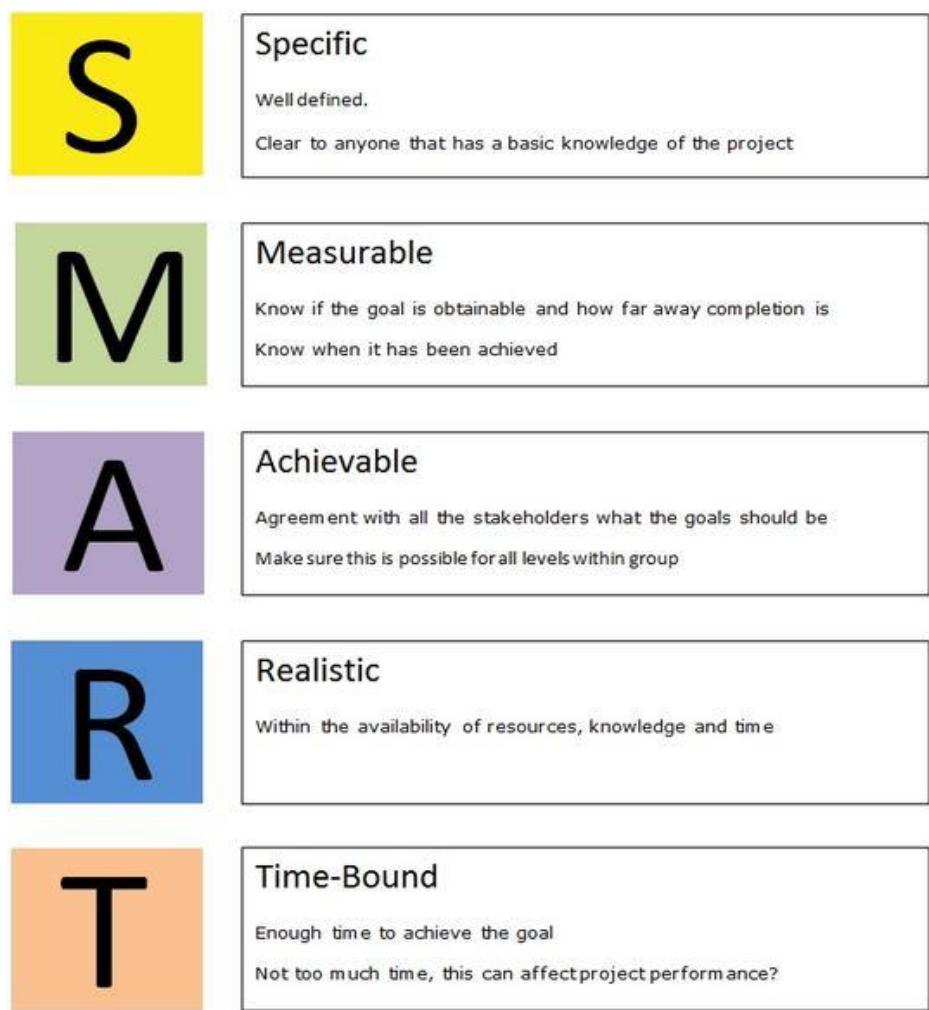 S
Specific
Well defined.
Clear to anyone that has a basic knowledge of the project
M
Measurable
Know if the goal is obtainable and how far away completion is
Know when it has been achieved
A
Achievable
Agreement with all the stakeholders what the goals should be
Make sure this is possible for all levels within group
R
Realistic
Within the availability of resources, knowledge and time
T
Time-Bound
Enough time to achieve the goal
Not too much time, this can affect project performance?